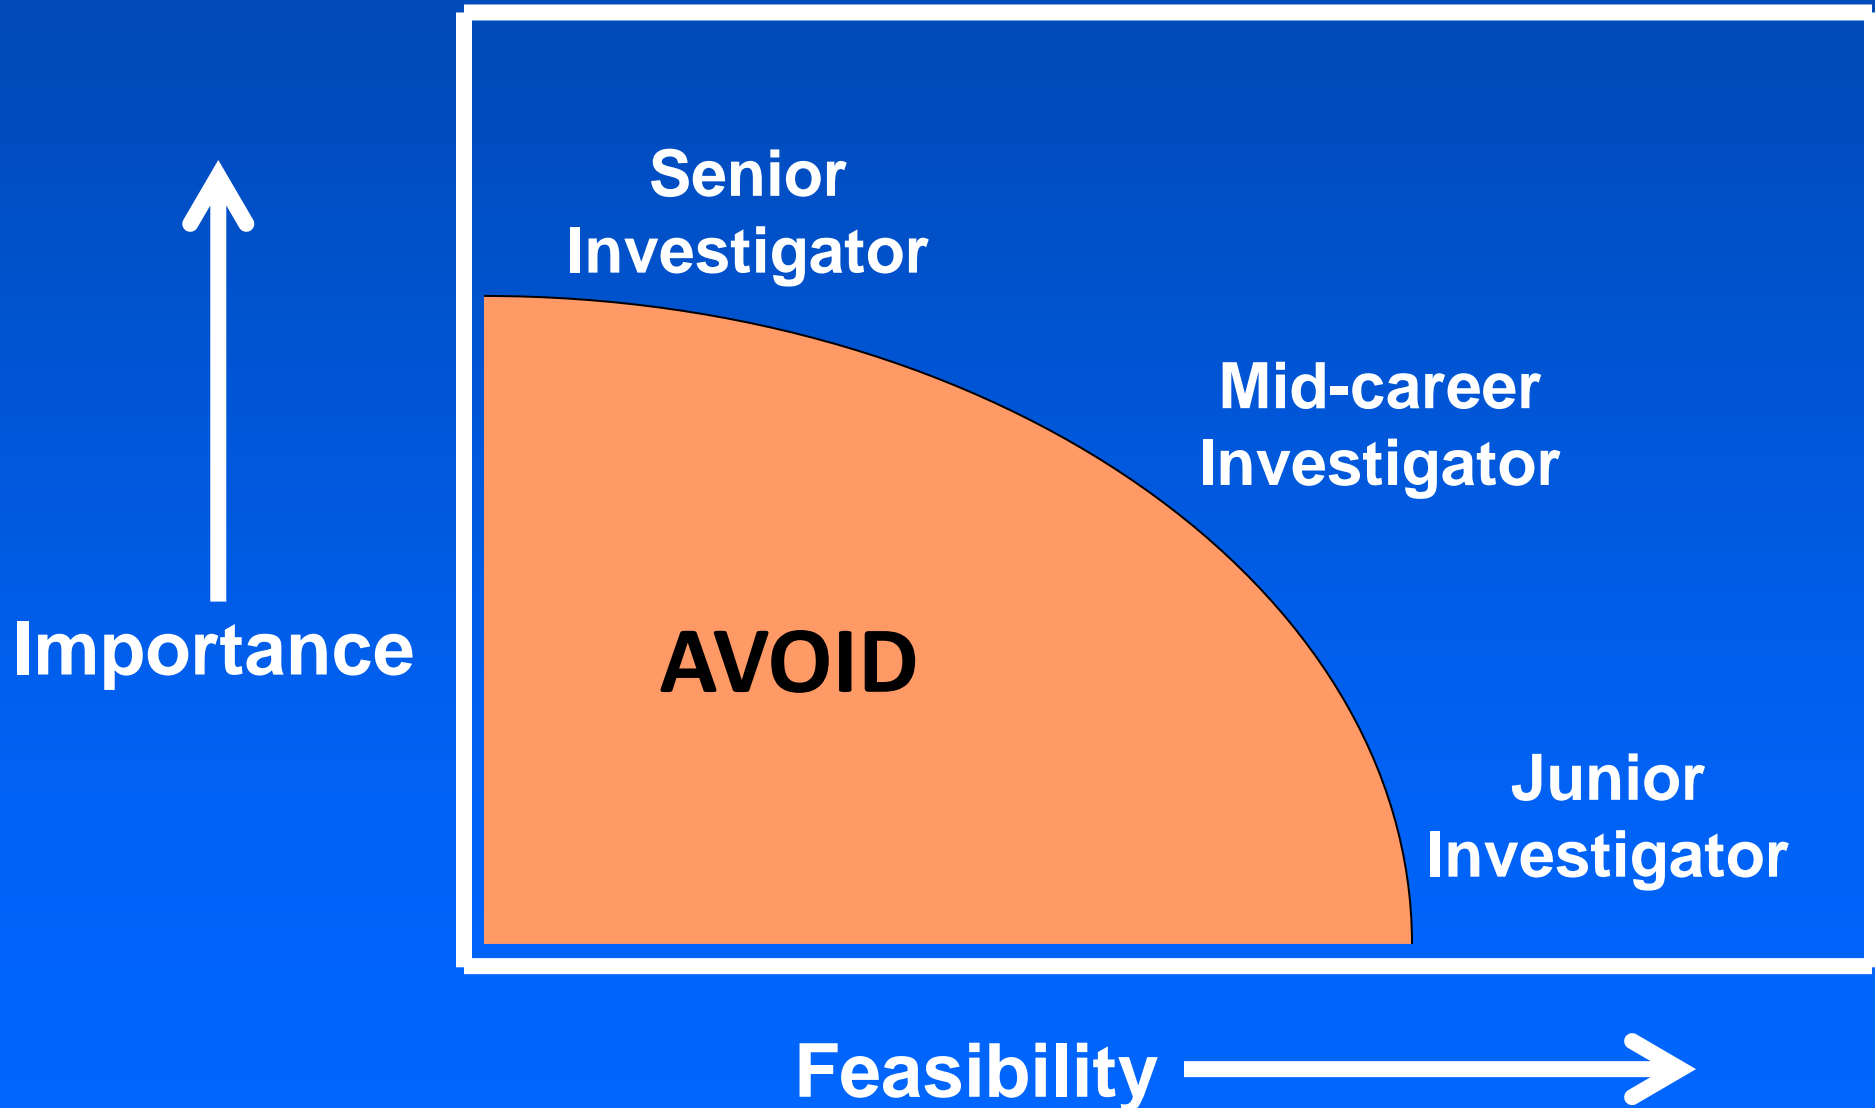 Senior
Investigator
Mid-career
Investigator
Importance
AVOID
Junior
Investigator
Feasibility